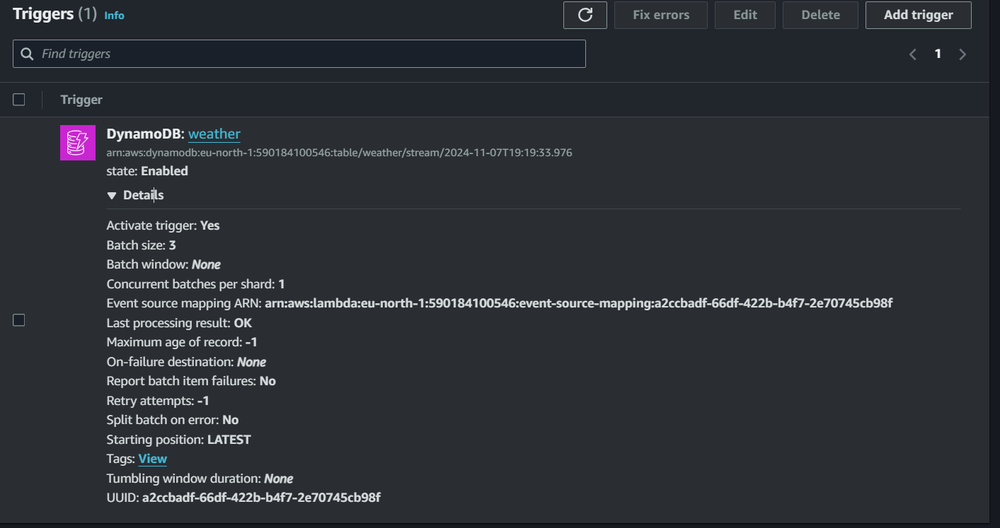 Triggers (1) Info
Fix errors
Edit
Delete
Add trigger
Find triggers
1
Trigger
DynamoDB: weather
arn:aws:dynamodb:eu-north-1:590184100546:table/weather/stream/2024-11-07T19:19:33.976
state: Enabled
Details
Activate trigger: Yes
Batch size: 3
Batch window: None
Concurrent batches per shard: 1
Event source mapping ARN: arn:aws:lambda:eu-north-1:590184100546:event-source-mapping:a2ccbadf-66df-422b-b4f7-2e70745cb98f
Last processing result: OK
Maximum age of record: -1
On-failure destination: None
Report batch item failures: No
Retry attempts: -1
Split batch on error: No
Starting position: LATEST
Tags: View
Tumbling window duration: None
UUID: a2ccbadf-66df-422b-b4f7-2e70745cb98f